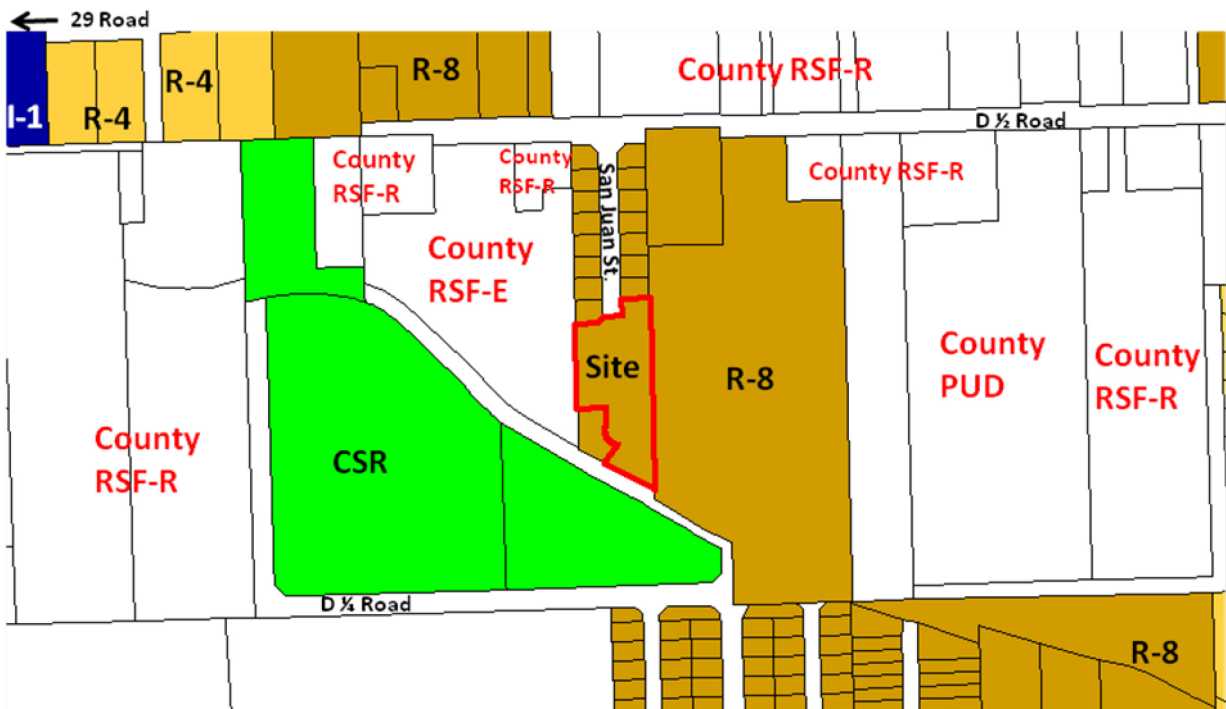 29 Road
I-1
R-4
R-4
R-8
County RSF-R
D ½ Road
County
RSF-R
County
RSF-R
San Juan St.
County RSF-R
County
RSF-E
Site
R-8
County
PUD
County
RSF-R
County
RSF-R
CSR
D ¼ Road
R-8